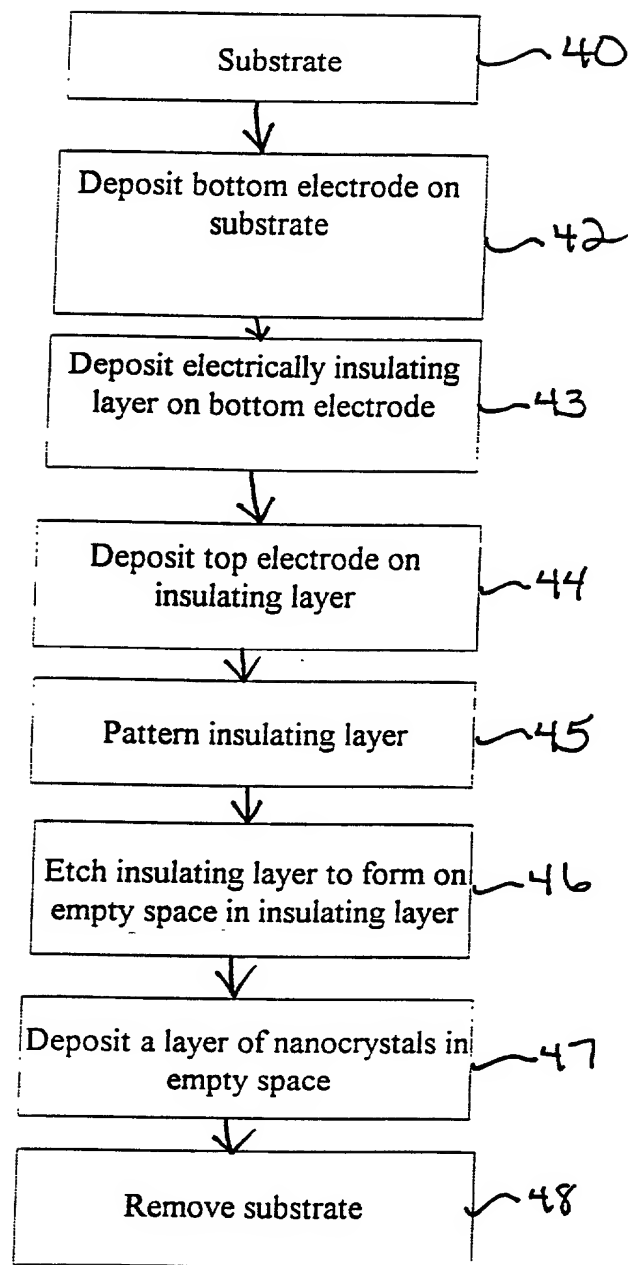 Substrate
40
Deposit bottom electrode on
substrate
42
Deposit electrically insulating
layer on bottom electrode
43
Deposit top electrode on
insulating layer
44
Pattern insulating layer
45
Etch insulating layer to form on
empty space in insulating layer
46
Deposit a layer of nanocrystals in
empty space
47
Remove substrate
48